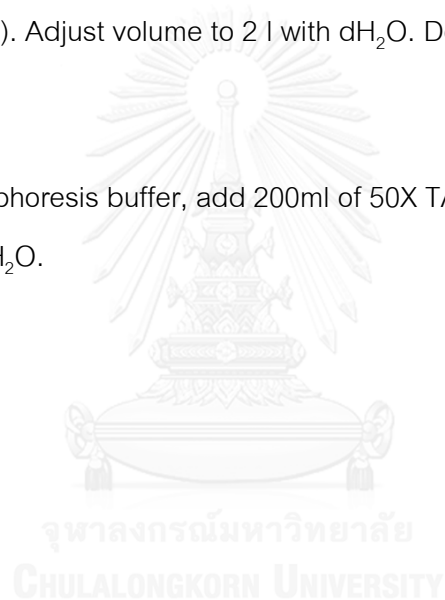 ). Adjust volume to 2 l with dH₂O. D
phoresis buffer, add 200ml of 50X T
H₂O.
จุฬาลงกรณ์มหาวิทยาลัย
CHULALONGKORN UNIVERSITY